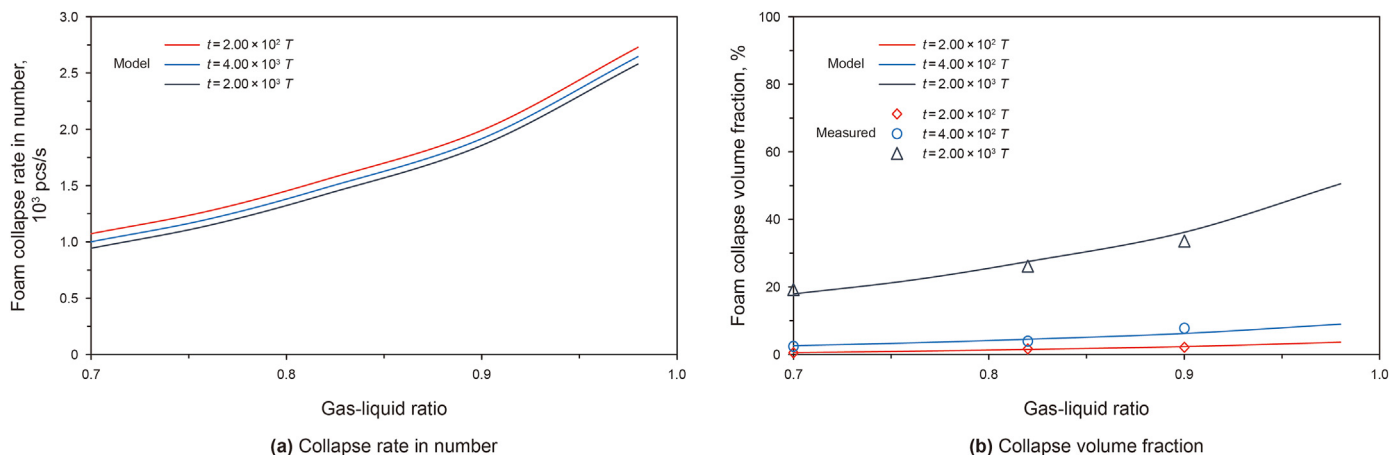 Foam collapse rate in number,
10³ pcs/s
3.0
2.5
2.0
1.5
1.0
0.5
0
Model
t = 2.00 × 10² T
t = 4.00 × 10³ T
t = 2.00 × 10³ T
0.7
0.8
0.9
1.0
Gas-liquid ratio
(a) Collapse rate in number
Foam collapse volume fraction, %
100
80
60
40
20
0
Model
t = 2.00 × 10² T
t = 4.00 × 10² T
t = 2.00 × 10³ T
Measured
t = 2.00 × 10² T
t = 4.00 × 10² T
t = 2.00 × 10³ T
0.7
0.8
0.9
1.0
Gas-liquid ratio
(b) Collapse volume fraction